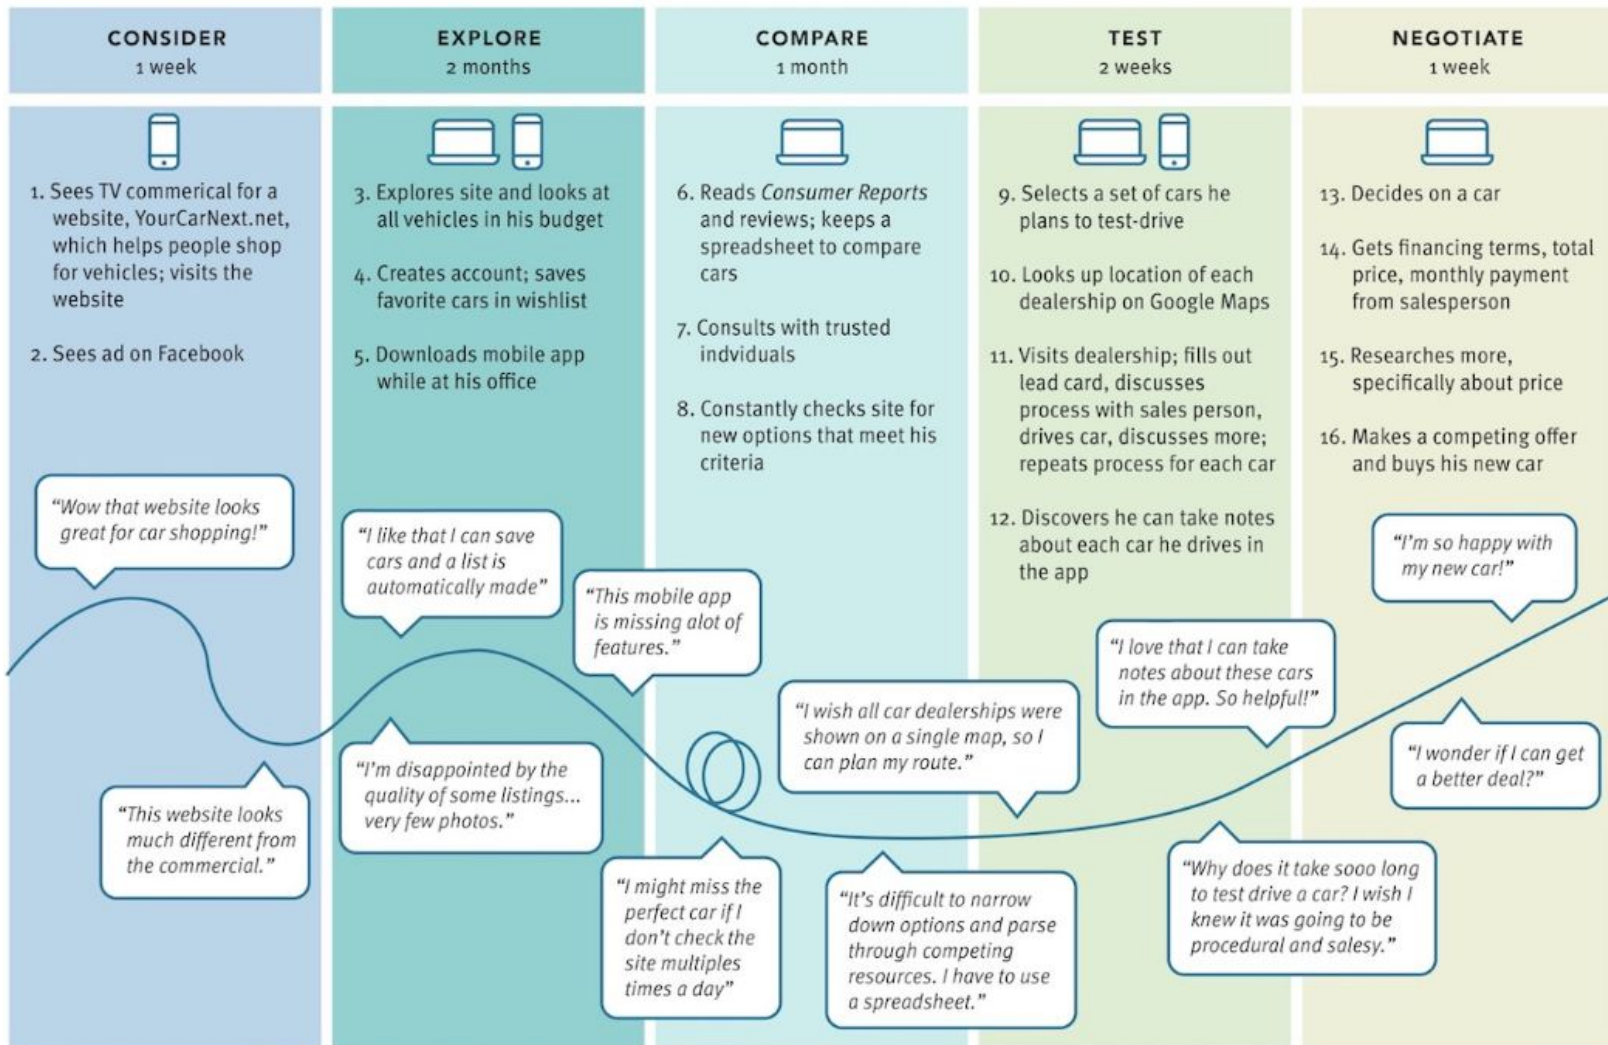 CONSIDER
1 week
EXPLORE
2 months
COMPARE
1 month
TEST
2 weeks
NEGOTIATE
1 week
1. Sees TV commerical for a
website, YourCarNext.net,
which helps people shop
for vehicles; visits the
website
2. Sees ad on Facebook
3. Explores site and looks at
all vehicles in his budget
4. Creates account; saves
favorite cars in wishlist
5. Downloads mobile app
while at his office
6. Reads Consumer Reports
and reviews; keeps a
spreadsheet to compare
cars
7. Consults with trusted
indviduals
8. Constantly checks site for
new options that meet his
criteria
9. Selects a set of cars he
plans to test-drive
10. Looks up location of each
dealership on Google Maps
11. Visits dealership; fills out
lead card, discusses
process with sales person,
drives car, discusses more;
repeats process for each car
12. Discovers he can take notes
about each car he drives in
the app
13. Decides on a car
14. Gets financing terms, total
price, monthly payment
from salesperson
15. Researches more,
specifically about price
16. Makes a competing offer
and buys his new car
"Wow that website looks
great for car shopping!"
"This website looks
much different from
the commercial."
"I like that I can save
cars and a list is
automatically made"
"I'm disappointed by the
quality of some listings...
very few photos."
"This mobile app
is missing alot of
features."
"I might miss the
perfect car if I
don't check the
site multiples
times a day"
"I wish all car dealerships were
shown on a single map, so I
can plan my route."
"It's difficult to narrow
down options and parse
through competing
resources. I have to use
a spreadsheet."
"I love that I can take
notes about these cars
in the app. So helpful!"
"Why does it take sooo long
to test drive a car? I wish I
knew it was going to be
procedural and salesy."
"I'm so happy with
my new car!"
"I wonder if I can get
a better deal?"